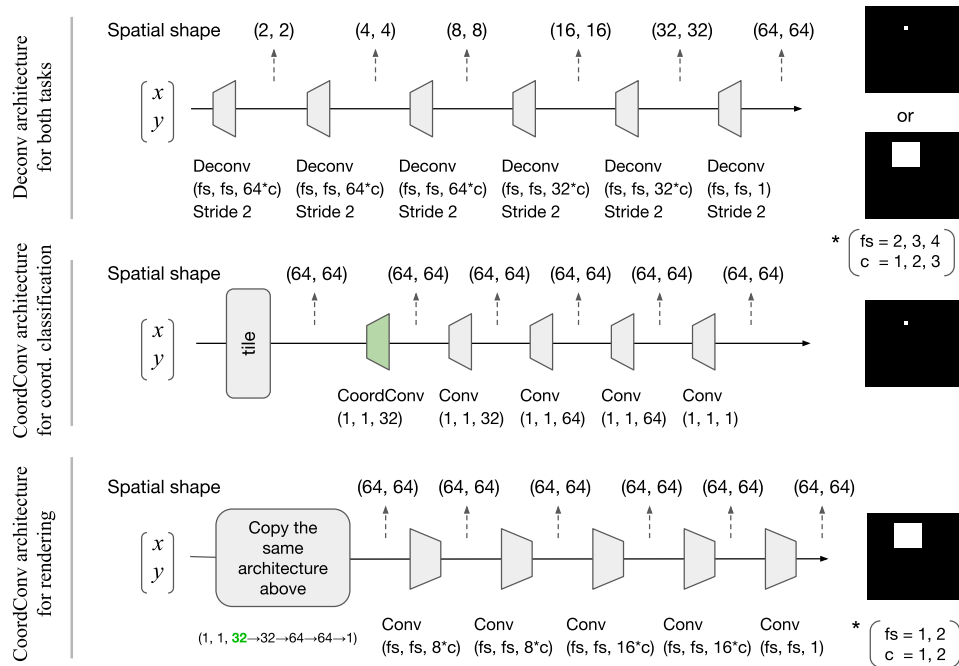 Deconv architecture
for both tasks
Spatial shape (2, 2) (4, 4) (8, 8) (16, 16) (32, 32) (64, 64)
x
y
Deconv Deconv Deconv Deconv Deconv Deconv
(fs, fs, 64*c) (fs, fs, 64*c) (fs, fs, 64*c) (fs, fs, 32*c) (fs, fs, 32*c) (fs, fs, 1)
Stride 2 Stride 2 Stride 2 Stride 2 Stride 2 Stride 2
or
* fs = 2, 3, 4
c = 1, 2, 3
CoordConv architecture
for coord. classification
Spatial shape (64, 64) (64, 64) (64, 64) (64, 64) (64, 64) (64, 64)
x
y
tile
CoordConv Conv Conv Conv Conv
(1, 1, 32) (1, 1, 32) (1, 1, 64) (1, 1, 64) (1, 1, 1)
CoordConv architecture
for rendering
Spatial shape (64, 64) (64, 64) (64, 64) (64, 64) (64, 64) (64, 64)
x
y
Copy the
same
architecture
above
(1, 1, 32→32→64→64→1)
Conv Conv Conv Conv Conv
(fs, fs, 8*c) (fs, fs, 8*c) (fs, fs, 16*c) (fs, fs, 16*c) (fs, fs, 1)
* fs = 1, 2
c = 1, 2